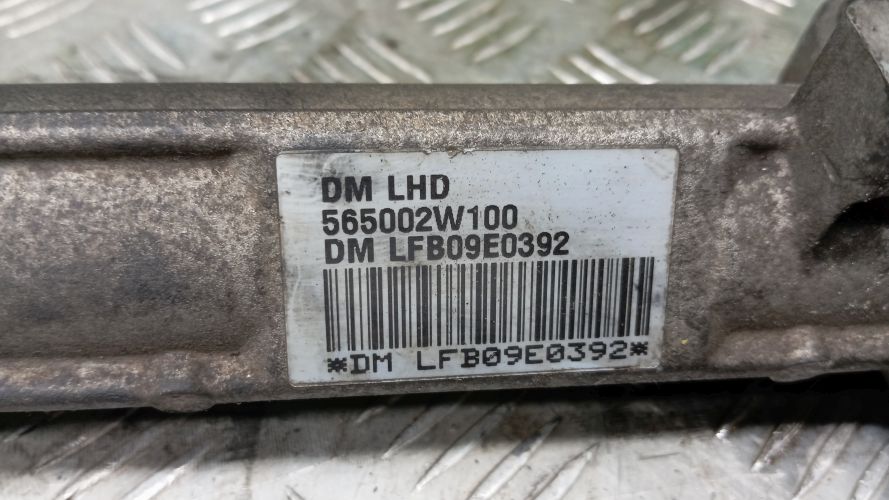 DM LHD
565002W100
DM LFB09E0392
*DM LFB09E0392*